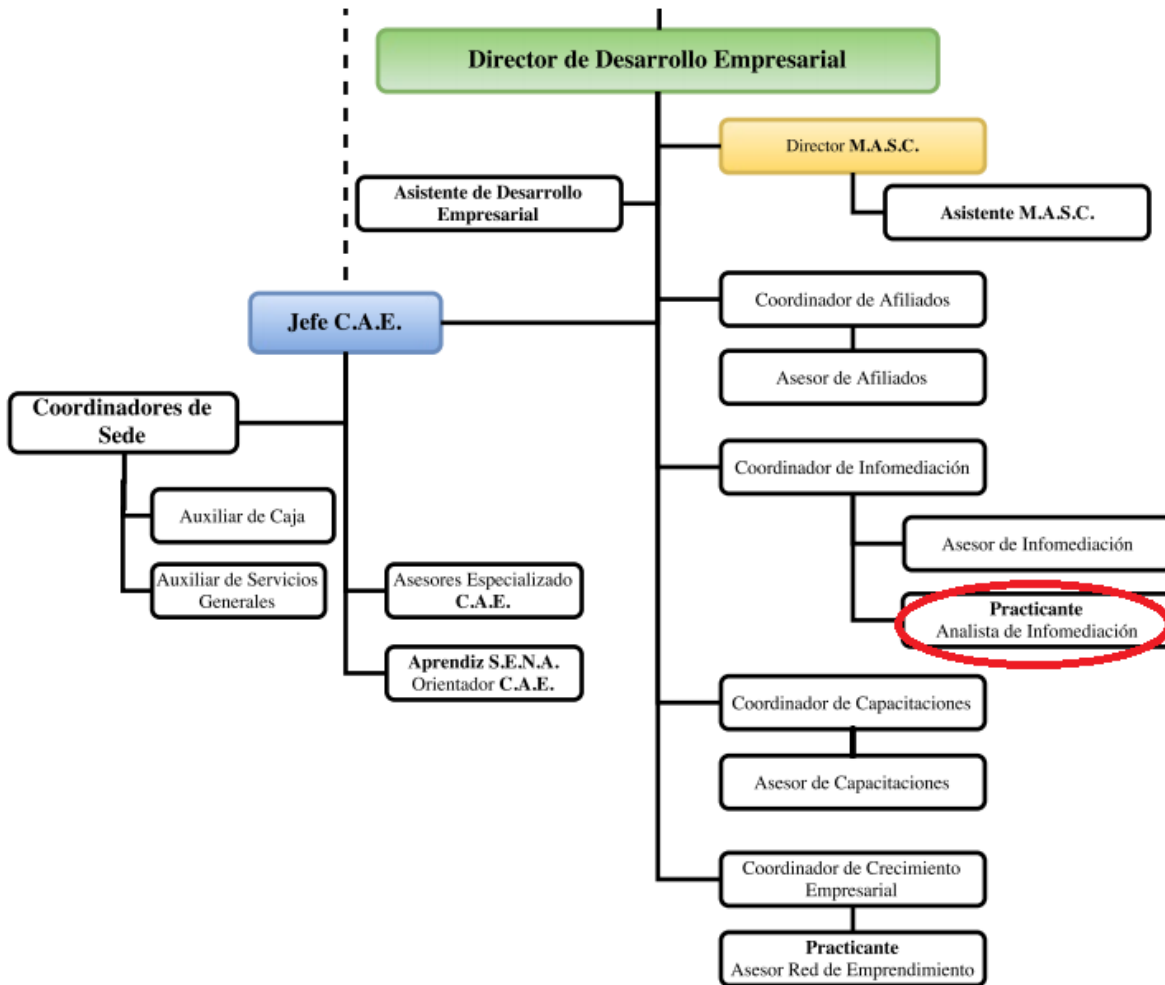 Director de Desarrollo Empresarial
Director M.A.S.C.
Asistente de Desarrollo
Empresarial
Asistente M.A.S.C.
Coordinador de Afiliados
Jefe C.A.E.
Asesor de Afiliados
Coordinadores de
Sede
Coordinador de Infomediación
Auxiliar de Caja
Asesor de Infomediación
Auxiliar de Servicios
Generales
Asesores Especializado
C.A.E.
Practicante
Analista de Infomediación
Aprendiz S.E.N.A.
Orientador C.A.E.
Coordinador de Capacitaciones
Asesor de Capacitaciones
Coordinador de Crecimiento
Empresarial
Practicante
Asesor Red de Emprendimiento